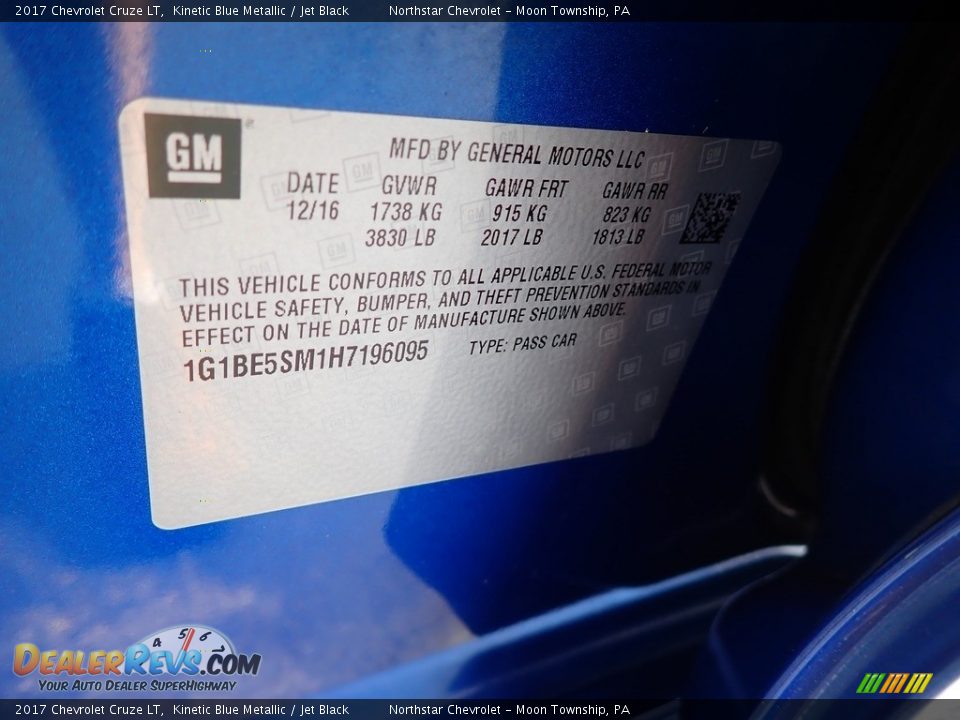 2017 Chevrolet Cruze LT, Kinetic Blue Metallic / Jet Black Northstar Chevrolet - Moon Township, PA
GM
MFD BY GENERAL MOTORS LLC
DATE GVWR GAWR FRT GAWR RR
12/16 1738 KG 915 KG 823 KG
3830 LB 2017 LB 1813 LB
THIS VEHICLE CONFORMS TO ALL APPLICABLE U.S. FEDERAL MOTOR
VEHICLE SAFETY, BUMPER, AND THEFT PREVENTION STANDARDS IN
EFFECT ON THE DATE OF MANUFACTURE SHOWN ABOVE.
1G1BE5SM1H7196095 TYPE: PASS CAR
4 5 6 7
DEALERREVS.COM
YOUR AUTO DEALER SUPERHIGHWAY
2017 Chevrolet Cruze LT, Kinetic Blue Metallic / Jet Black Northstar Chevrolet - Moon Township, PA